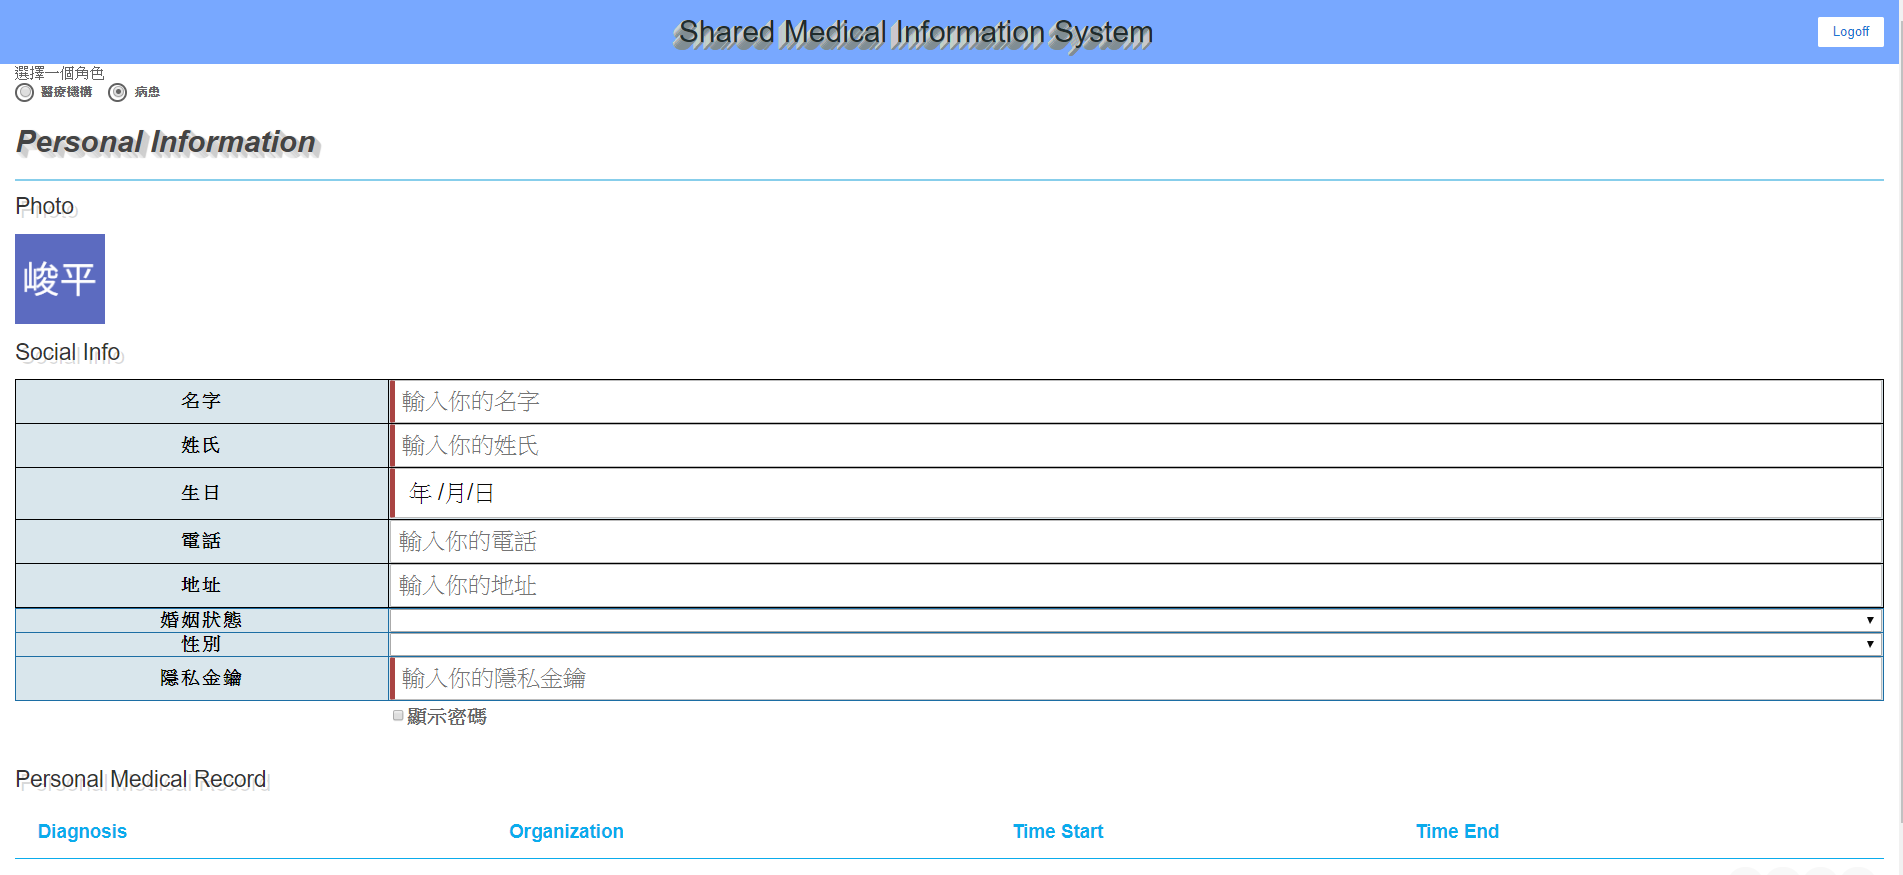 Shared Medical Information System
Logoff
選擇一個角色
醫療機構 病患
Personal Information
Photo
峻平
Social Info
名字 輸入你的名字
姓氏 輸入你的姓氏
生日 年 /月/日
電話 輸入你的電話
地址 輸入你的地址
婚姻狀態
性別
隱私金鑰 輸入你的隱私金鑰
顯示密碼
Personal Medical Record
Diagnosis Organization Time Start Time End